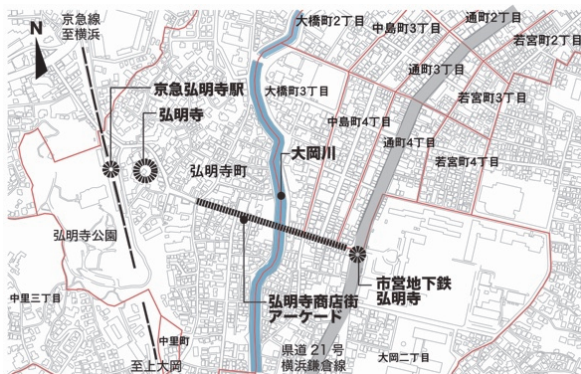 N
京急線
至横浜
大橋町2丁目
中島町3丁目
通町2丁目
若宮町2丁目
京急弘明寺駅
弘明寺
大橋町3丁目
通町3丁目
若宮町3丁目
中島町4丁目
通町4丁目
若宮町4丁目
弘明寺町
大岡川
弘明寺公園
市営地下鉄
弘明寺
中里三丁目
弘明寺商店街
アーケード
中里町
至上大岡
県道21号
横浜鎌倉線
大岡二丁目